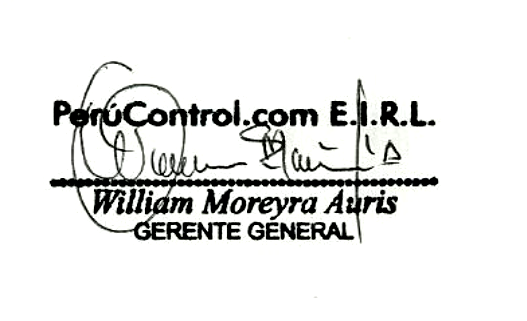 PerúControl.com E.I.R.L.
William Moreyra Auris
GERENTE GENERAL